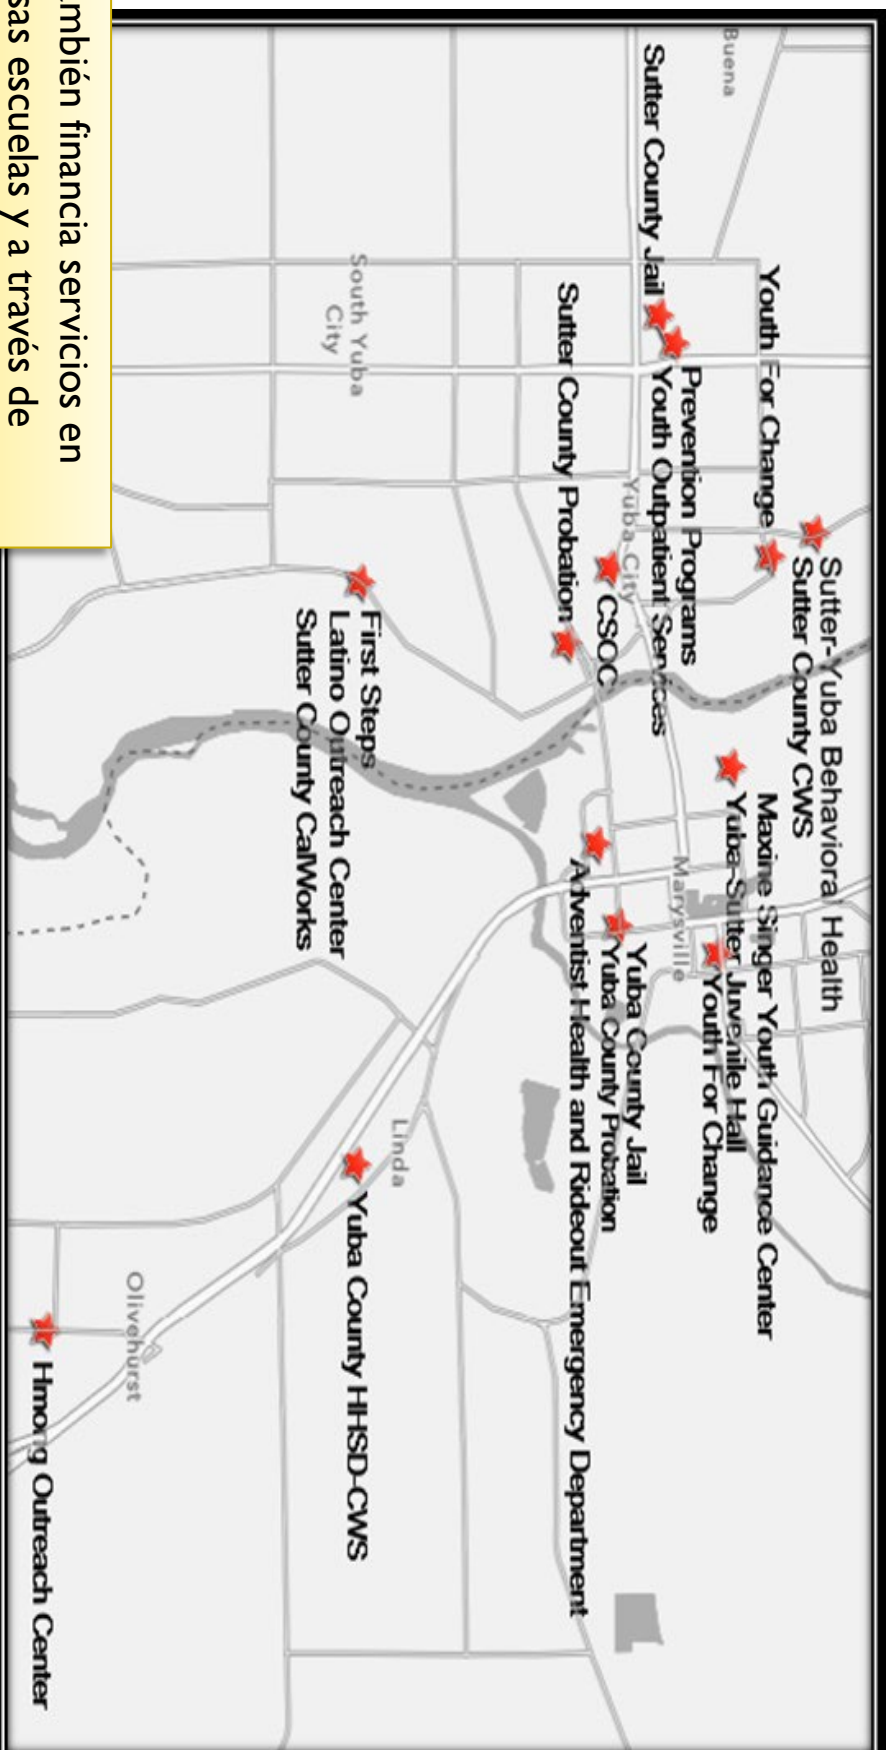 Sutter-Yuba Behavioral Health
Sutter County CWS
Youth For Change
Maxine Singer Youth Guidance Center
Yuba-Sutter Juvenile Hall
Youth For Change
Buena
Prevention Programs
Youth Outpatient Services
Sutter County Jail
Marysville
Yuba City
Yuba County Jail
Yuba County Probation
CSOC
Adventist Health and Rideout Emergency Department
Sutter County Probation
Linda
South Yuba
City
First Steps
Latino Outreach Center
Sutter County CalWorks
Yuba County HHSD-CWS
Olivehurst
Hmong Outreach Center
también financia servicios en
escuelas y a través de